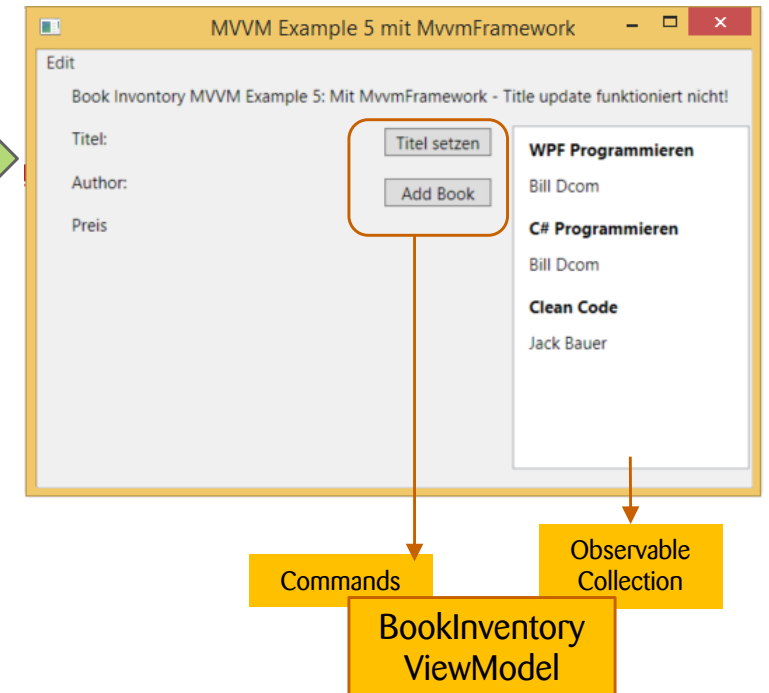 MVVM Example 5 mit MvvmFramework
Edit
Book Invontory MVVM Example 5: Mit MvvmFramework - Title update funktioniert nicht!
Titel:
Titel setzen
Author:
Add Book
Preis
WPF Programmieren
Bill Dcom
C# Programmieren
Bill Dcom
Clean Code
Jack Bauer
Commands
Observable
Collection
BookInventory
ViewModel